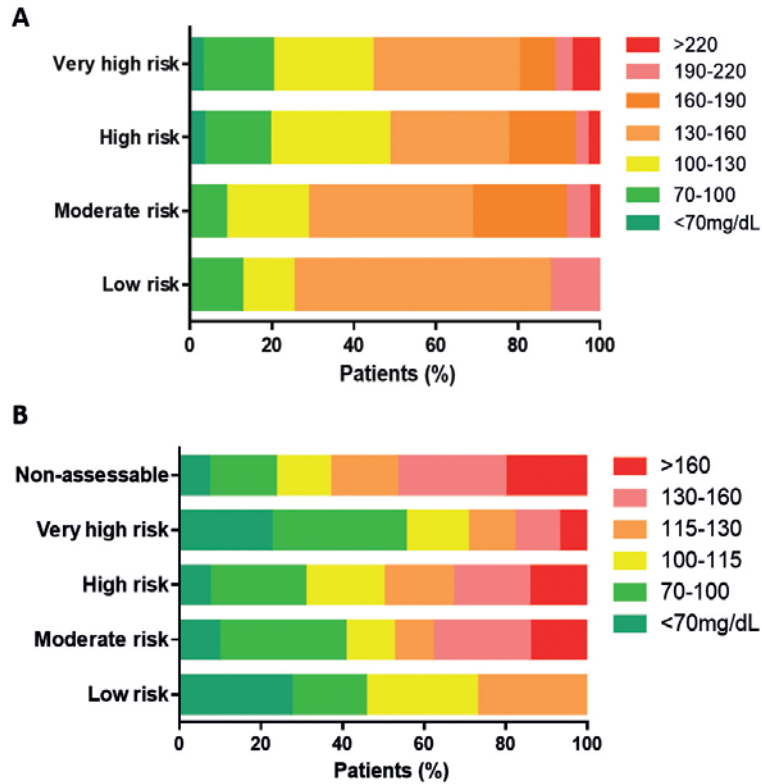 A
Very high risk
High risk
Moderate risk
Low risk
0 20 40 60 80 100
Patients (%)
>220
190-220
160-190
130-160
100-130
70-100
<70mg/dL
B
Non-assessable
Very high risk
High risk
Moderate risk
Low risk
0 20 40 60 80 100
Patients (%)
>160
130-160
115-130
100-115
70-100
<70mg/dL